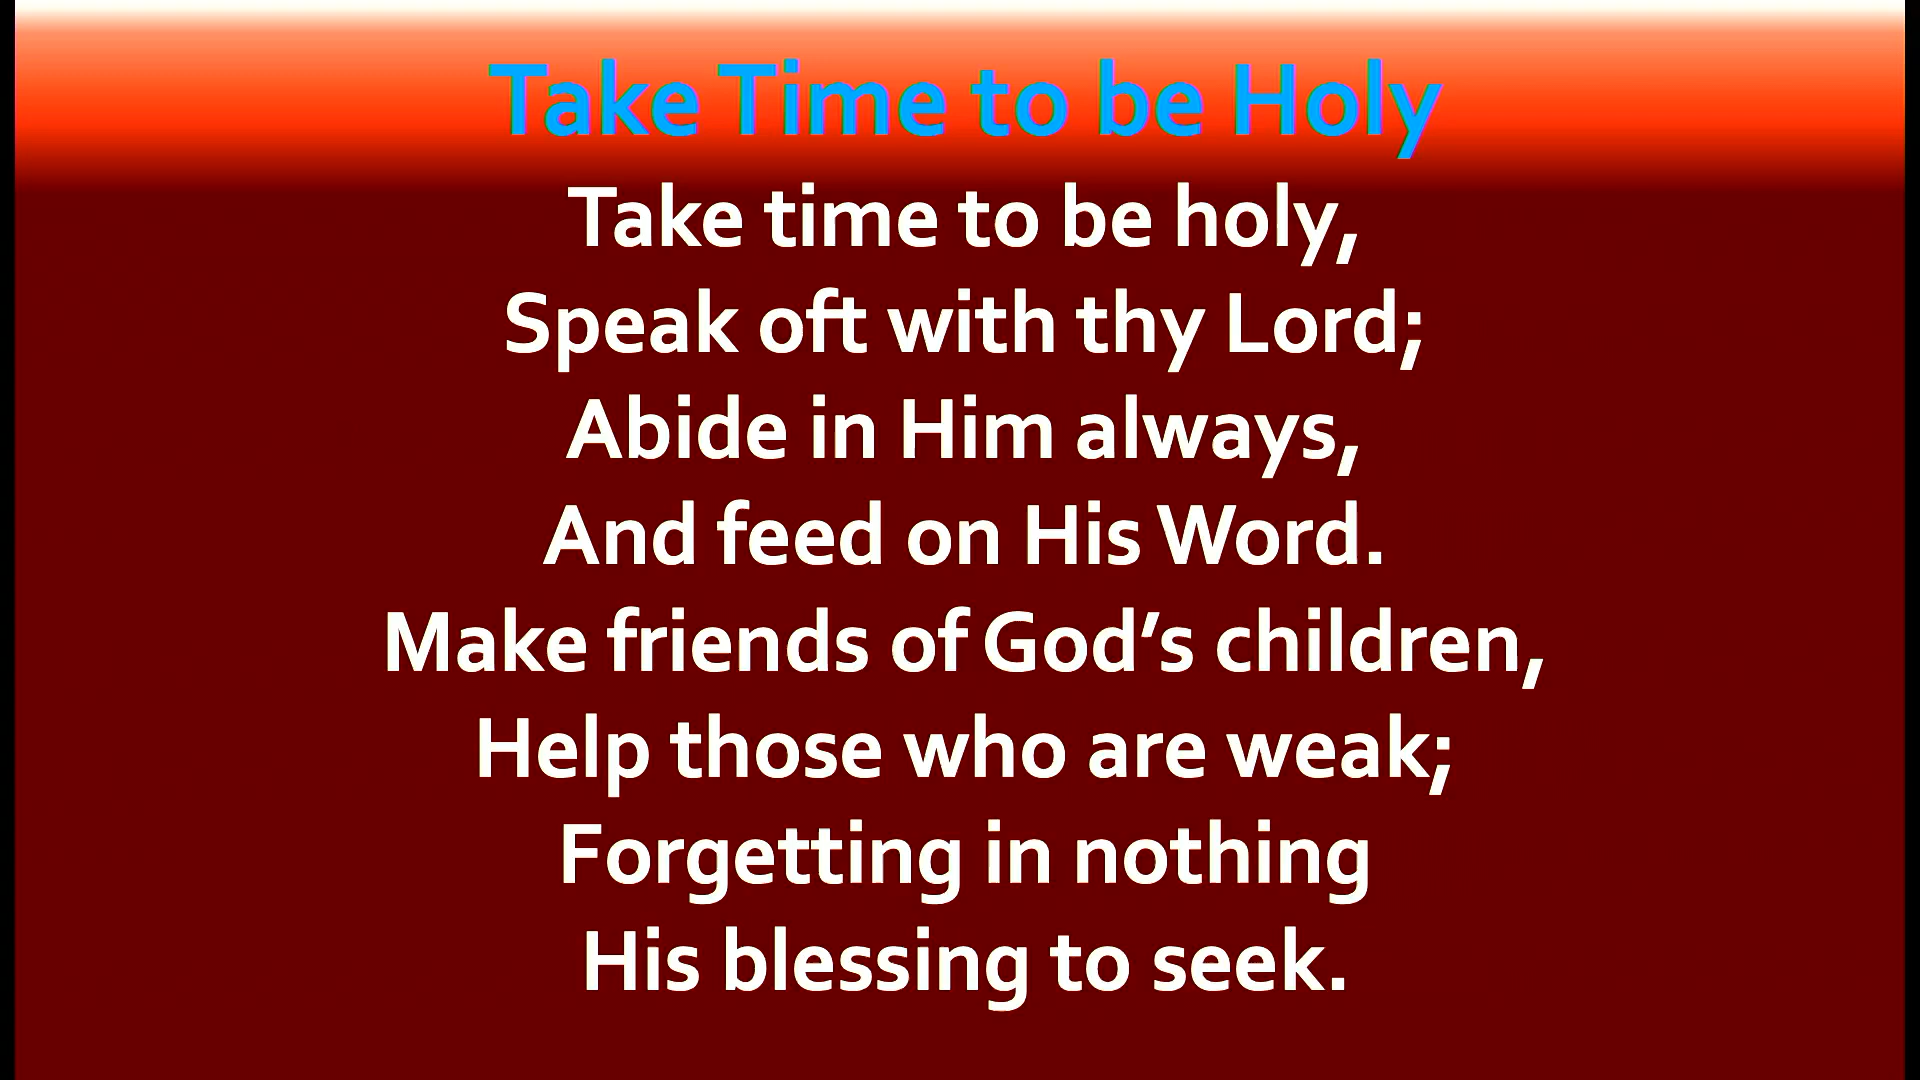 Take Time to be Holy
Take time to be holy,
Speak oft with thy Lord;
Abide in Him always,
And feed on His Word.
Make friends of God’s children,
Help those who are weak;
Forgetting in nothing
His blessing to seek.